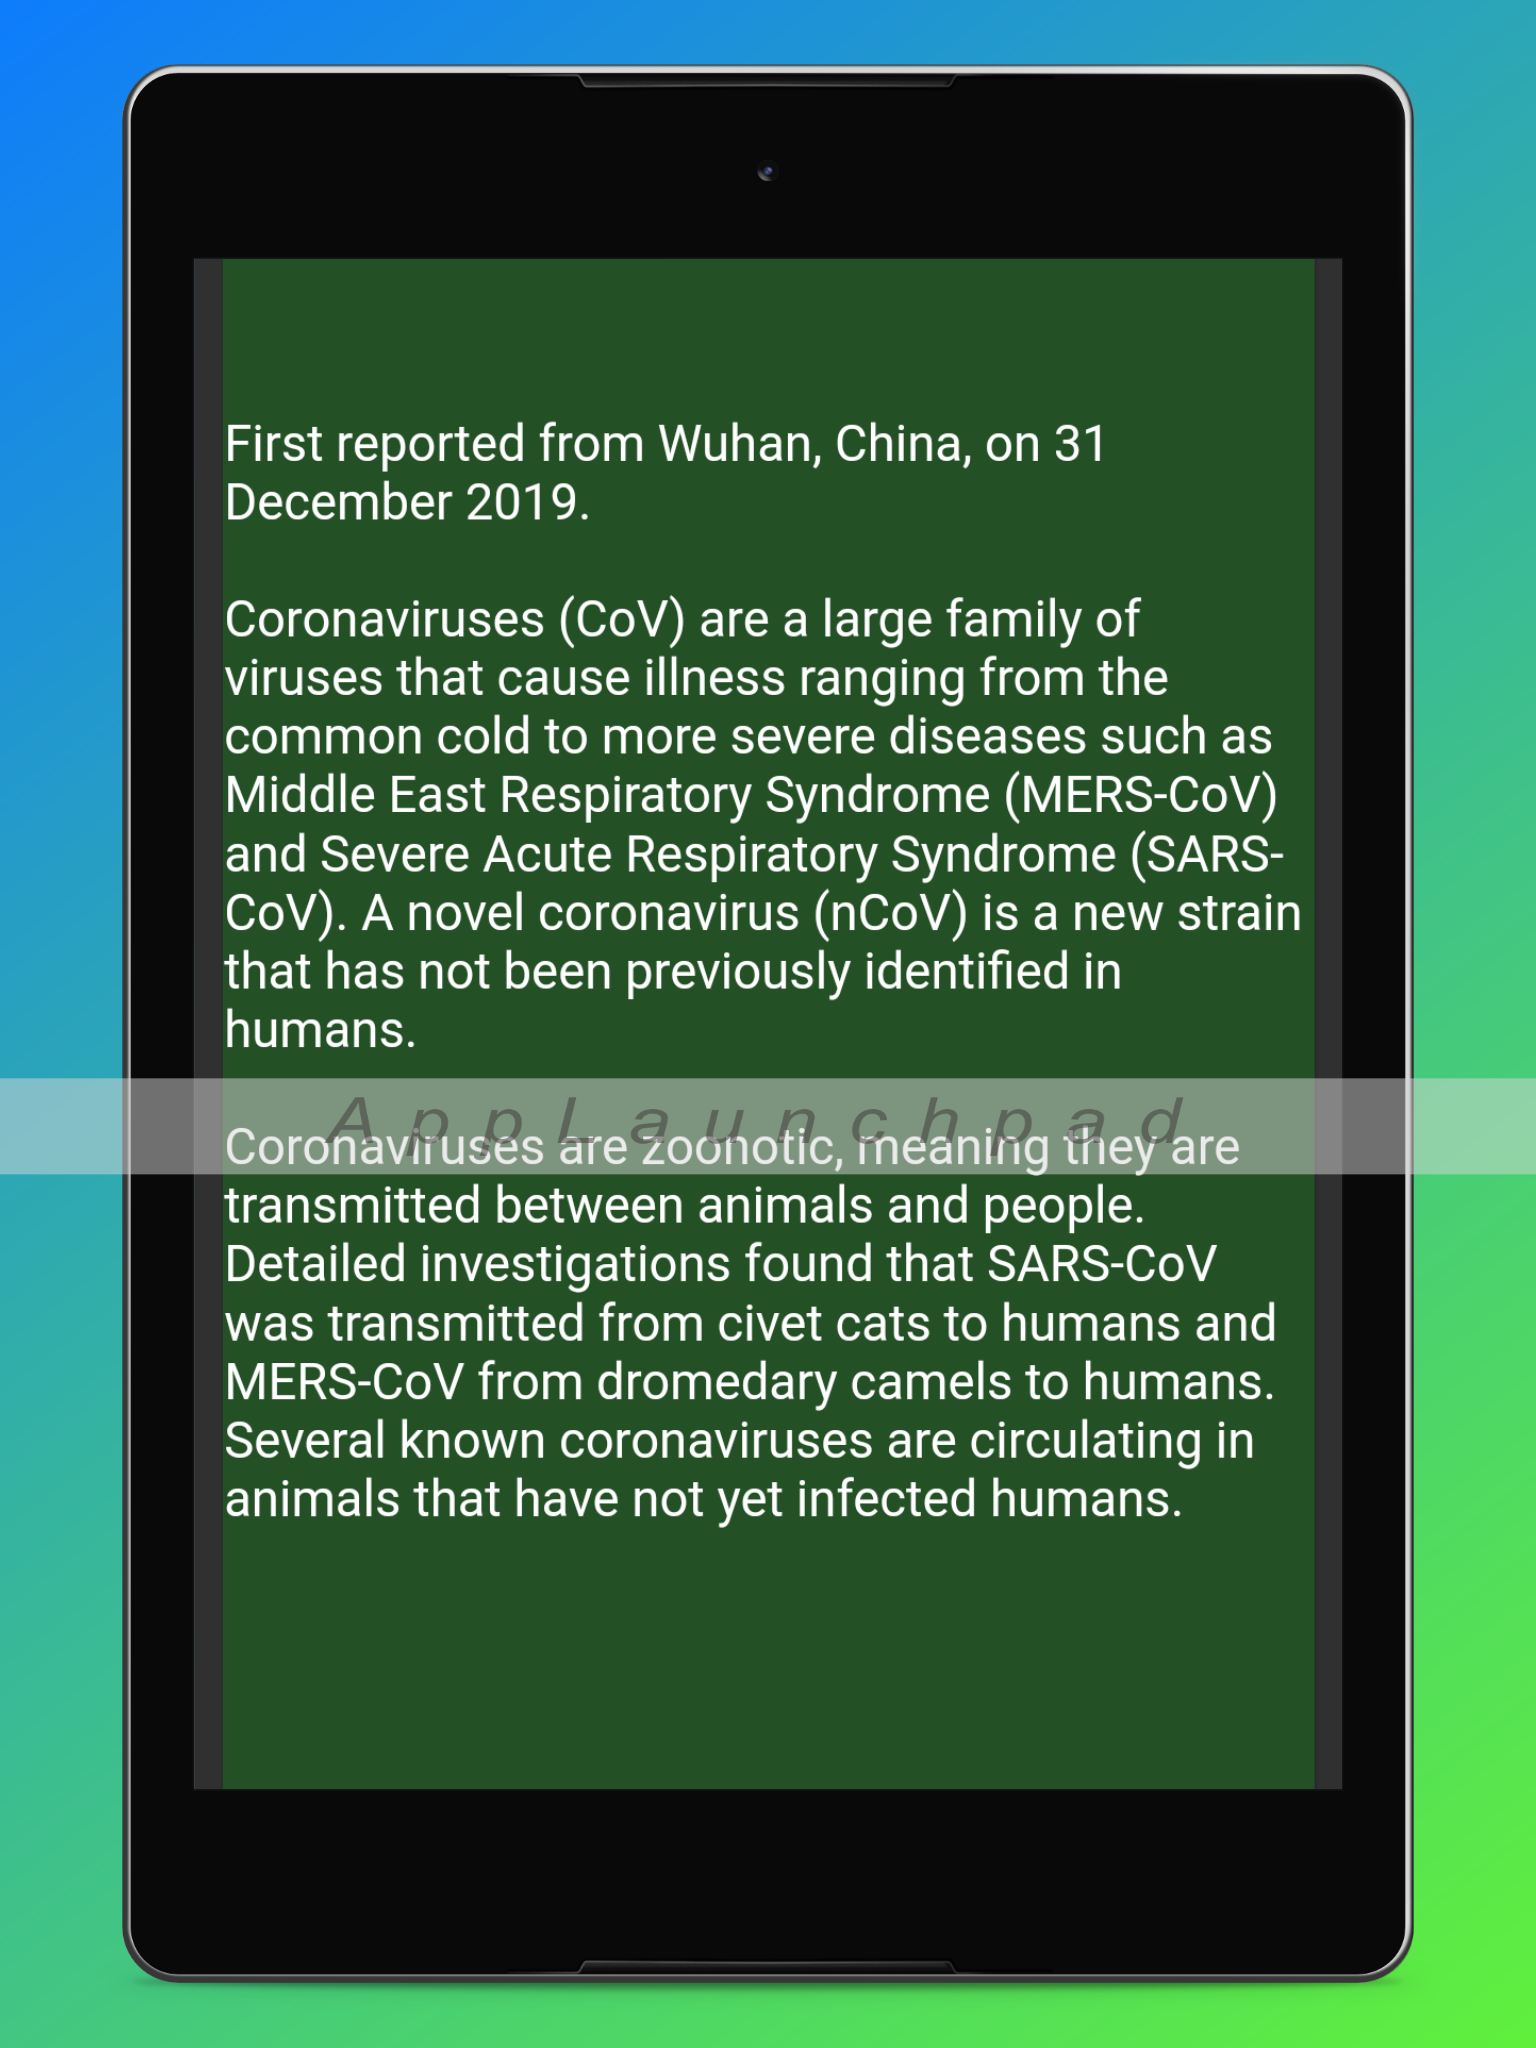 First reported from Wuhan, China, on 31
December 2019.
Coronaviruses (CoV) are a large family of
viruses that cause illness ranging from the
common cold to more severe diseases such as
Middle East Respiratory Syndrome (MERS-CoV)
and Severe Acute Respiratory Syndrome (SARS-
CoV). A novel coronavirus (nCoV) is a new strain
that has not been previously identified in
humans.
AppLaunchpad
Coronaviruses are zoonotic, meaning they are
transmitted between animals and people.
Detailed investigations found that SARS-CoV
was transmitted from civet cats to humans and
MERS-CoV from dromedary camels to humans.
Several known coronaviruses are circulating in
animals that have not yet infected humans.